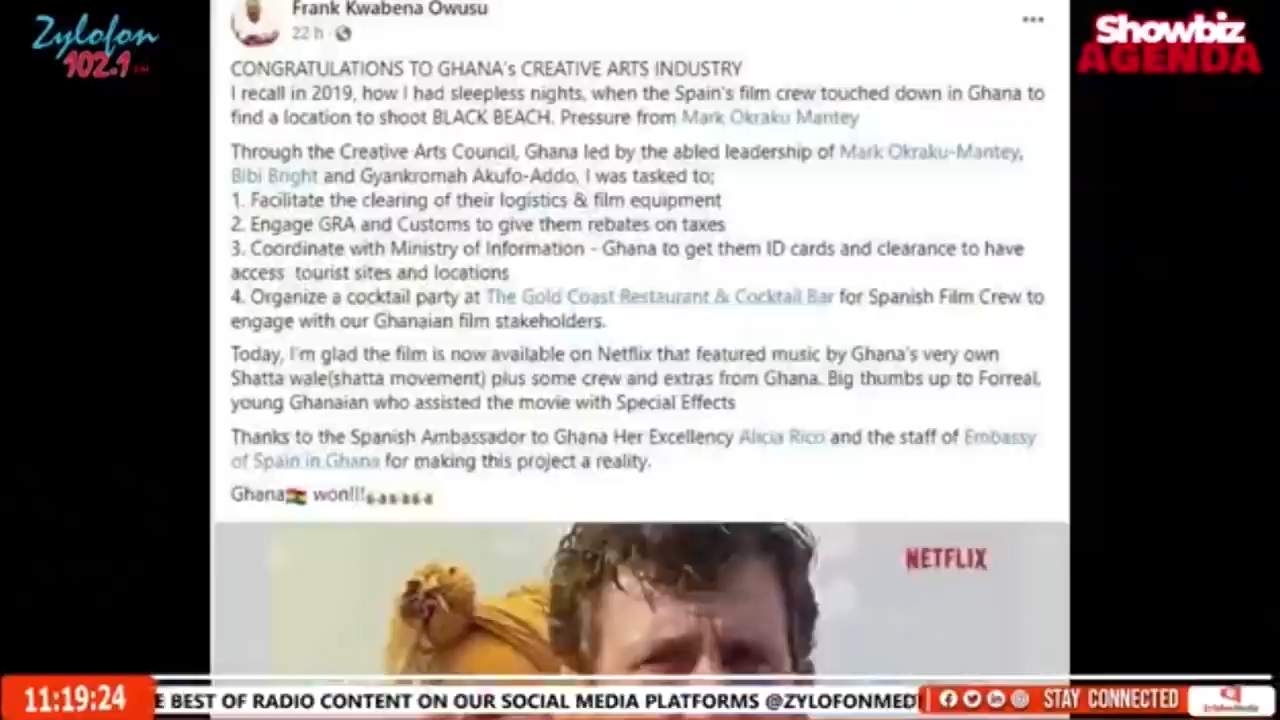 Zylofon
102.1 FM
Showbiz
AGENDA
Frank Kwabena Owusu
22 h ·
CONGRATULATIONS TO GHANA's CREATIVE ARTS INDUSTRY
I recall in 2019, how I had sleepless nights, when the Spain's film crew touched down in Ghana to
find a location to shoot BLACK BEACH. Pressure from Mark Okraku Mantey
Through the Creative Arts Council, Ghana led by the abled leadership of Mark Okraku-Mantey,
Bibi Bright and Gyankromah Akufo-Addo, I was tasked to;
1. Facilitate the clearing of their logistics & film equipment
2. Engage GRA and Customs to give them rebates on taxes
3. Coordinate with Ministry of Information - Ghana to get them ID cards and clearance to have
access tourist sites and locations
4. Organize a cocktail party at The Gold Coast Restaurant & Cocktail Bar for Spanish Film Crew to
engage with our Ghanaian film stakeholders.
Today, I'm glad the film is now available on Netflix that featured music by Ghana's very own
Shatta wale(shatta movement) plus some crew and extras from Ghana. Big thumbs up to Forreal,
young Ghanaian who assisted the movie with Special Effects
Thanks to the Spanish Ambassador to Ghana Her Excellency Alicia Rico and the staff of Embassy
of Spain in Ghana for making this project a reality.
Ghana🇬🇭 won!!!
NETFLIX
11:19:24
E BEST OF RADIO CONTENT ON OUR SOCIAL MEDIA PLATFORMS @ZYLOFONMEDI
STAY CONNECTED
ZylofonMedia